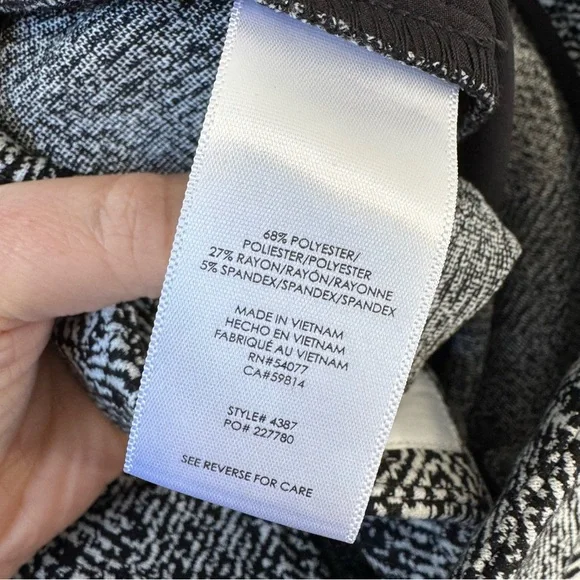 68% POLYESTER/
POLIESTER/POLYESTER
27% RAYON/RAYÓN/RAYONNE
5% SPANDEX/SPANDEX/SPANDEX
MADE IN VIETNAM
HECHO EN VIETNAM
FABRIQUÉ AU VIETNAM
RN#54077
CA#59814
STYLE# 4387
PO# 227780
SEE REVERSE FOR CARE